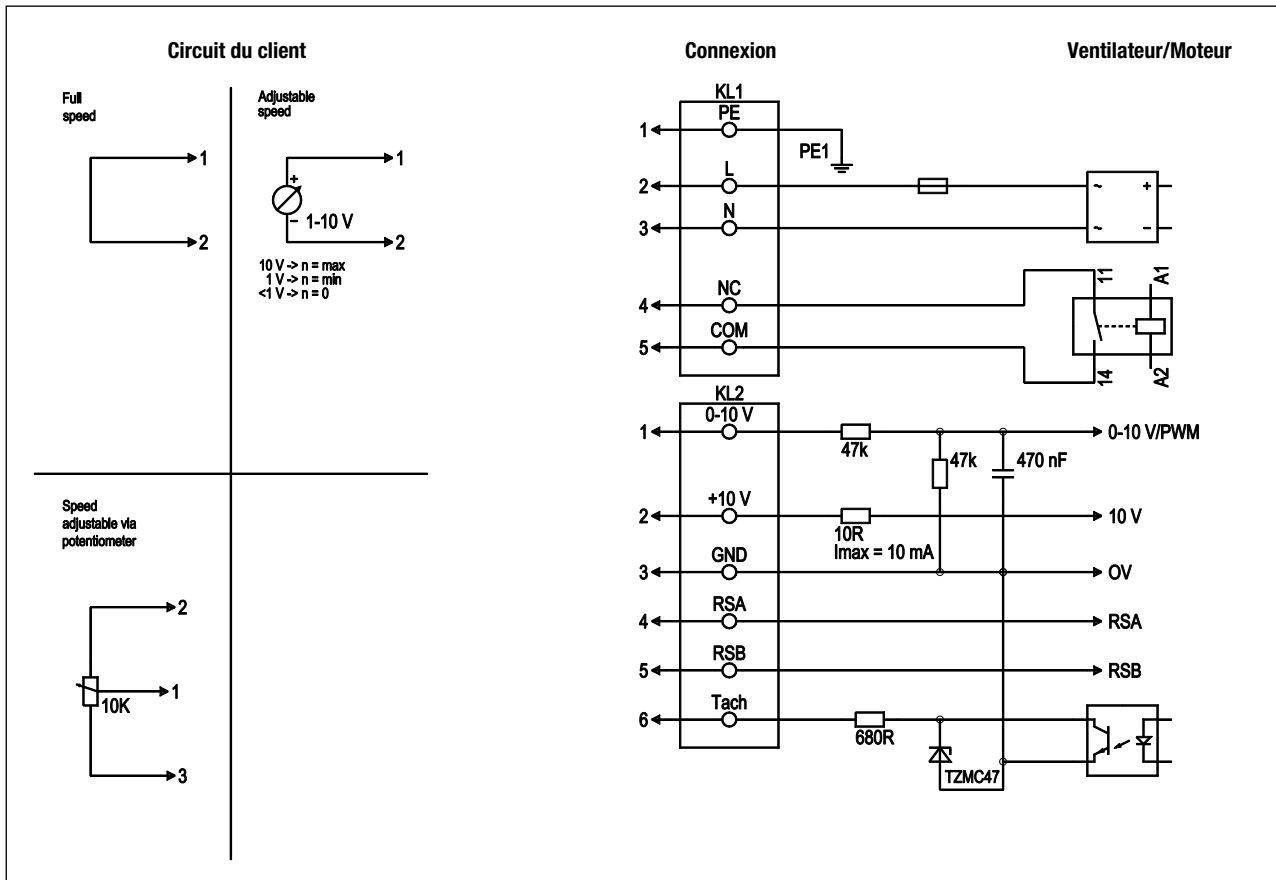 Circuit du client
Connexion
Ventilateur/Moteur
Full
speed
1
2
Adjustable
speed
+
1
– 1-10 V
2
10 V -> n = max
1 V -> n = min
<1 V -> n = 0
Speed
adjustable via
potentiometer
2
1
10K
3
KL1
PE
1
PE1
L
2
~ +
N
3
~ –
NC
4
11
A1
COM
5
14
A2
KL2
0-10 V
1
47k
0-10 V/PWM
47k
470 nF
+10 V
2
10R
Imax = 10 mA
10 V
GND
3
OV
RSA
4
RSA
RSB
5
RSB
Tach
6
680R
TZMC47